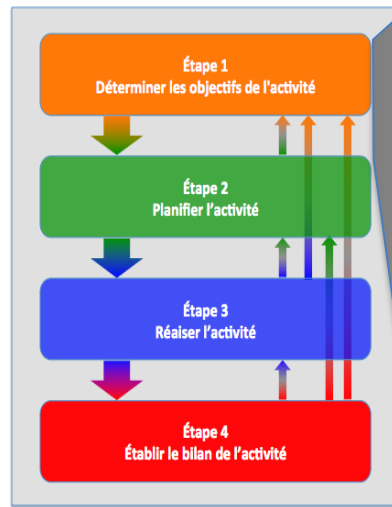 Étape 1
Déterminer les objectifs de l'activité
Étape 2
Planifier l'activité
Étape 3
Réaiser l'activité
Étape 4
Établir le bilan de l'activité